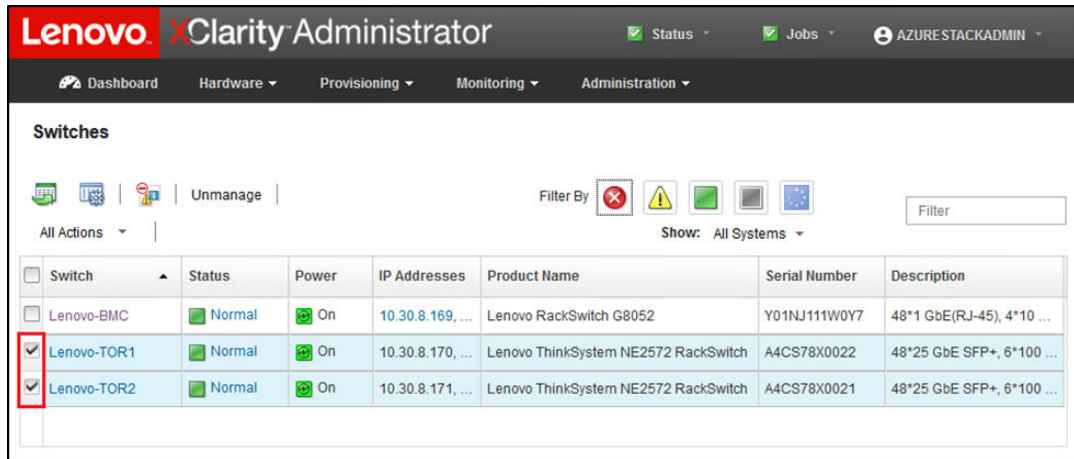 Lenovo. XClarity Administrator Status Jobs AZURESTACKADMIN
Dashboard Hardware Provisioning Monitoring Administration
Switches
Unmanage Filter By
Filter
All Actions Show: All Systems
Switch Status Power IP Addresses Product Name Serial Number Description
Lenovo-BMC Normal On 10.30.8.169, ... Lenovo RackSwitch G8052 Y01NJ111W0Y7 48*1 GbE(RJ-45), 4*10 ...
Lenovo-TOR1 Normal On 10.30.8.170, ... Lenovo ThinkSystem NE2572 RackSwitch A4CS78X0022 48*25 GbE SFP+, 6*100 ...
Lenovo-TOR2 Normal On 10.30.8.171, ... Lenovo ThinkSystem NE2572 RackSwitch A4CS78X0021 48*25 GbE SFP+, 6*100 ...